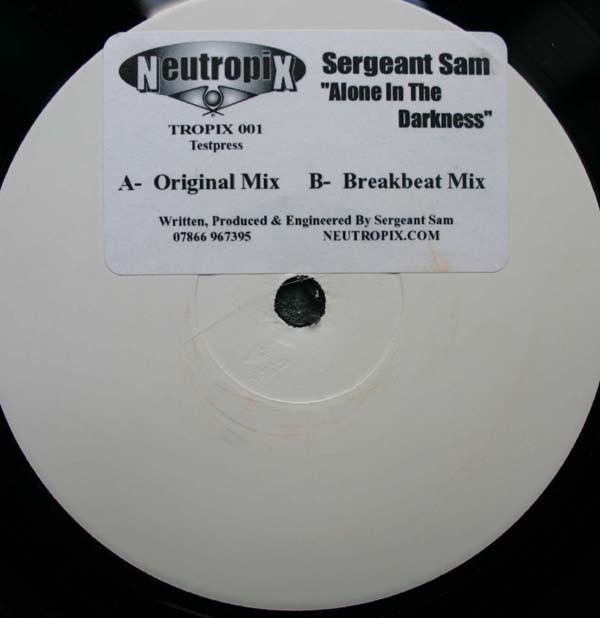 NeutropiX
Sergeant Sam
"Alone In The
Darkness"
TROPIX 001
Testpress
A- Original Mix B- Breakbeat Mix
Written, Produced & Engineered By Sergeant Sam
07866 967395 NEUTROPIX.COM